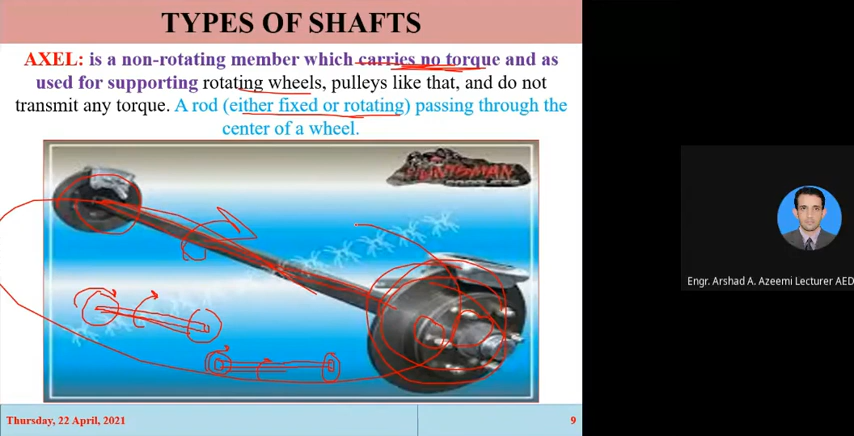 TYPES OF SHAFTS
AXEL: is a non-rotating member which carries no torque and as
used for supporting rotating wheels, pulleys like that, and do not
transmit any torque. A rod (either fixed or rotating) passing through the
center of a wheel.
HUNTSMAN
PRODUCTS
Engr. Arshad A. Azeemi Lecturer AED
Thursday, 22 April, 2021
9